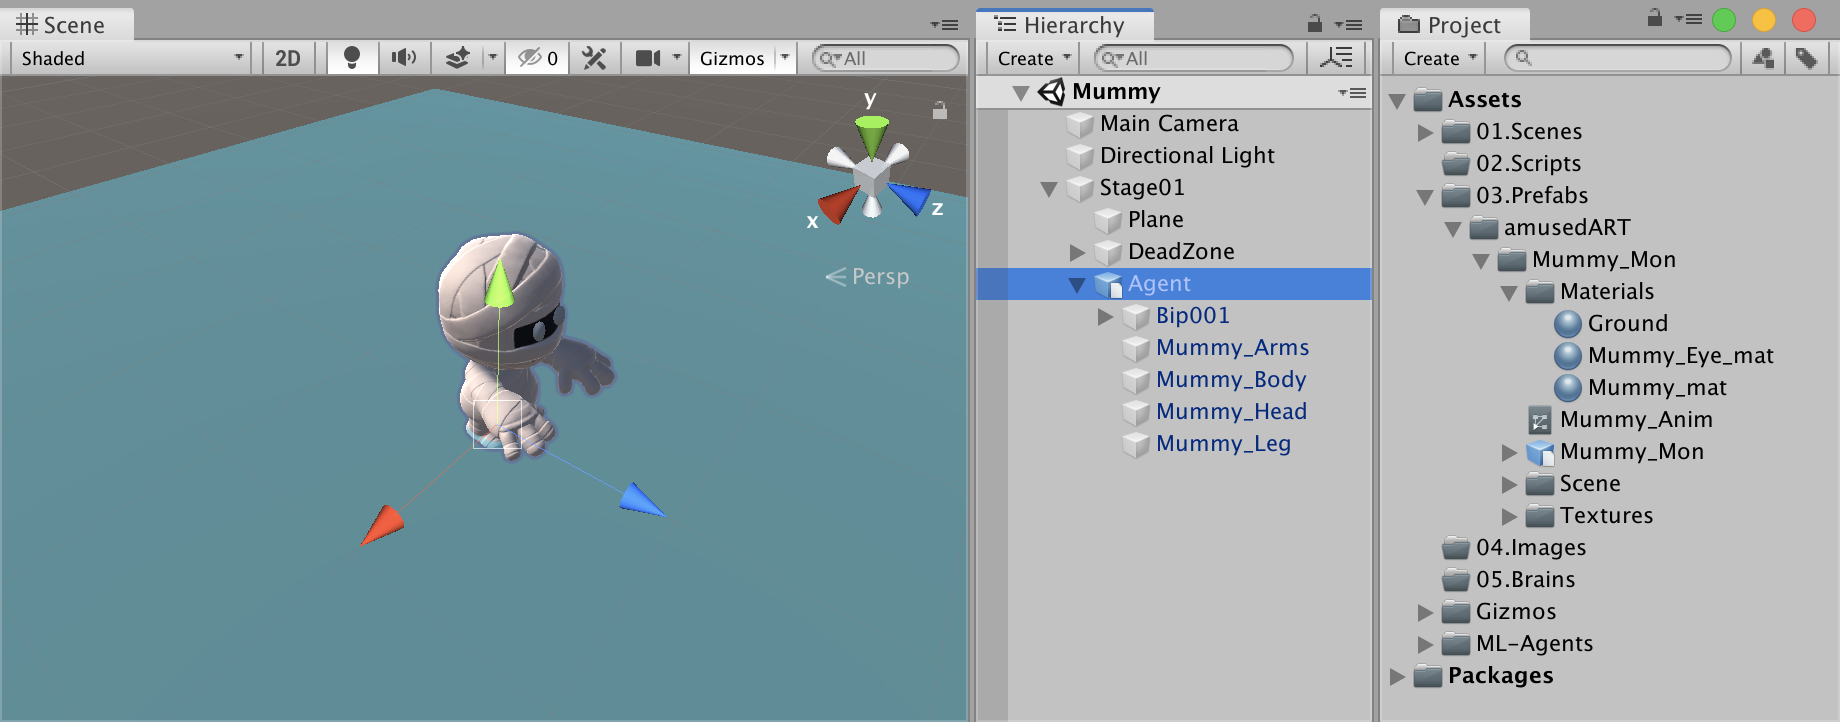 Scene
Shaded
2D
0
Gizmos
All
y
x
z
Persp
Hierarchy
Create
All
Mummy
Main Camera
Directional Light
Stage01
Plane
DeadZone
Agent
Bip001
Mummy_Arms
Mummy_Body
Mummy_Head
Mummy_Leg
Project
Create
Assets
01.Scenes
02.Scripts
03.Prefabs
amusedART
Mummy_Mon
Materials
Ground
Mummy_Eye_mat
Mummy_mat
Mummy_Anim
Mummy_Mon
Scene
Textures
04.Images
05.Brains
Gizmos
ML-Agents
Packages